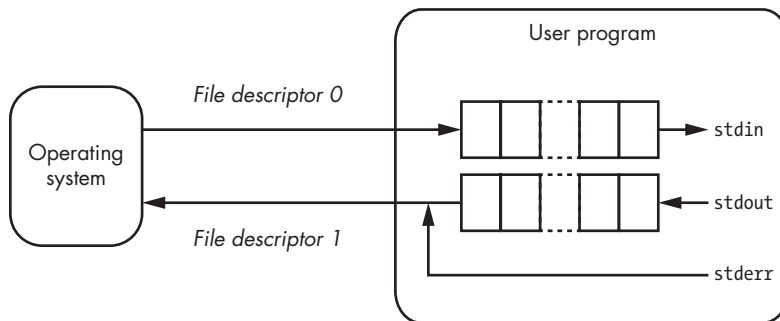 User program
File descriptor 0
stdin
Operating
system
stdout
File descriptor 1
stderr